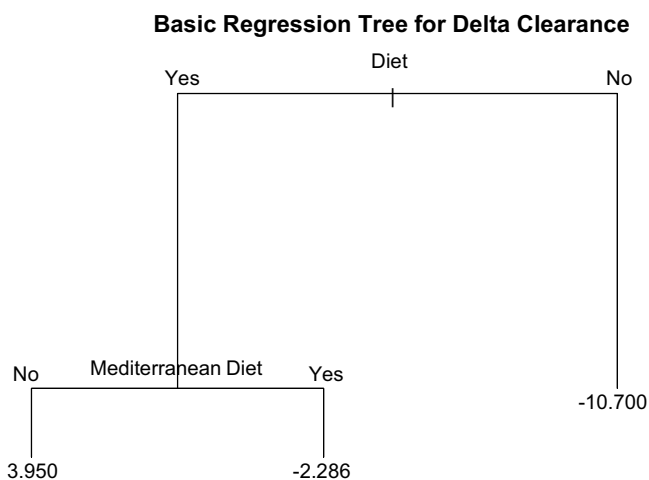 Basic Regression Tree for Delta Clearance
Diet
Yes
No
No
Mediterranean Diet
Yes
-10.700
3.950
-2.286